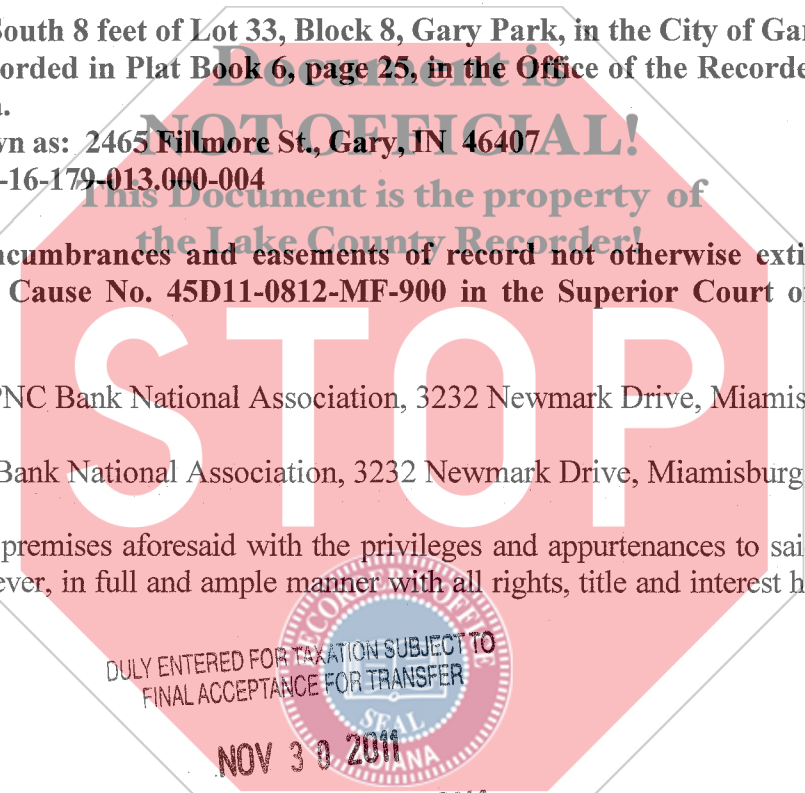 South 8 feet of Lot 33, Block 8, Gary Park, in the City of Gar
orded in Plat Book 6, page 25, in the Office of the Recorde
a.
wn as: 2465 Fillmore St., Gary, IN 46407
-16-179-013.000-004
Document is
NOT OFFICIAL!
This Document is the property of
the Lake County Recorder!
ncumbrances and easements of record not otherwise exti
Cause No. 45D11-0812-MF-900 in the Superior Court o
STOP
PNC Bank National Association, 3232 Newmark Drive, Miamis
Bank National Association, 3232 Newmark Drive, Miamisburg
premises aforesaid with the privileges and appurtenances to sai
ever, in full and ample manner with all rights, title and interest h
DULY ENTERED FOR TAXATION SUBJECT TO
FINAL ACCEPTANCE FOR TRANSFER
NOV 30 2011
RECORDER OFFICE
SEAL
INDIANA